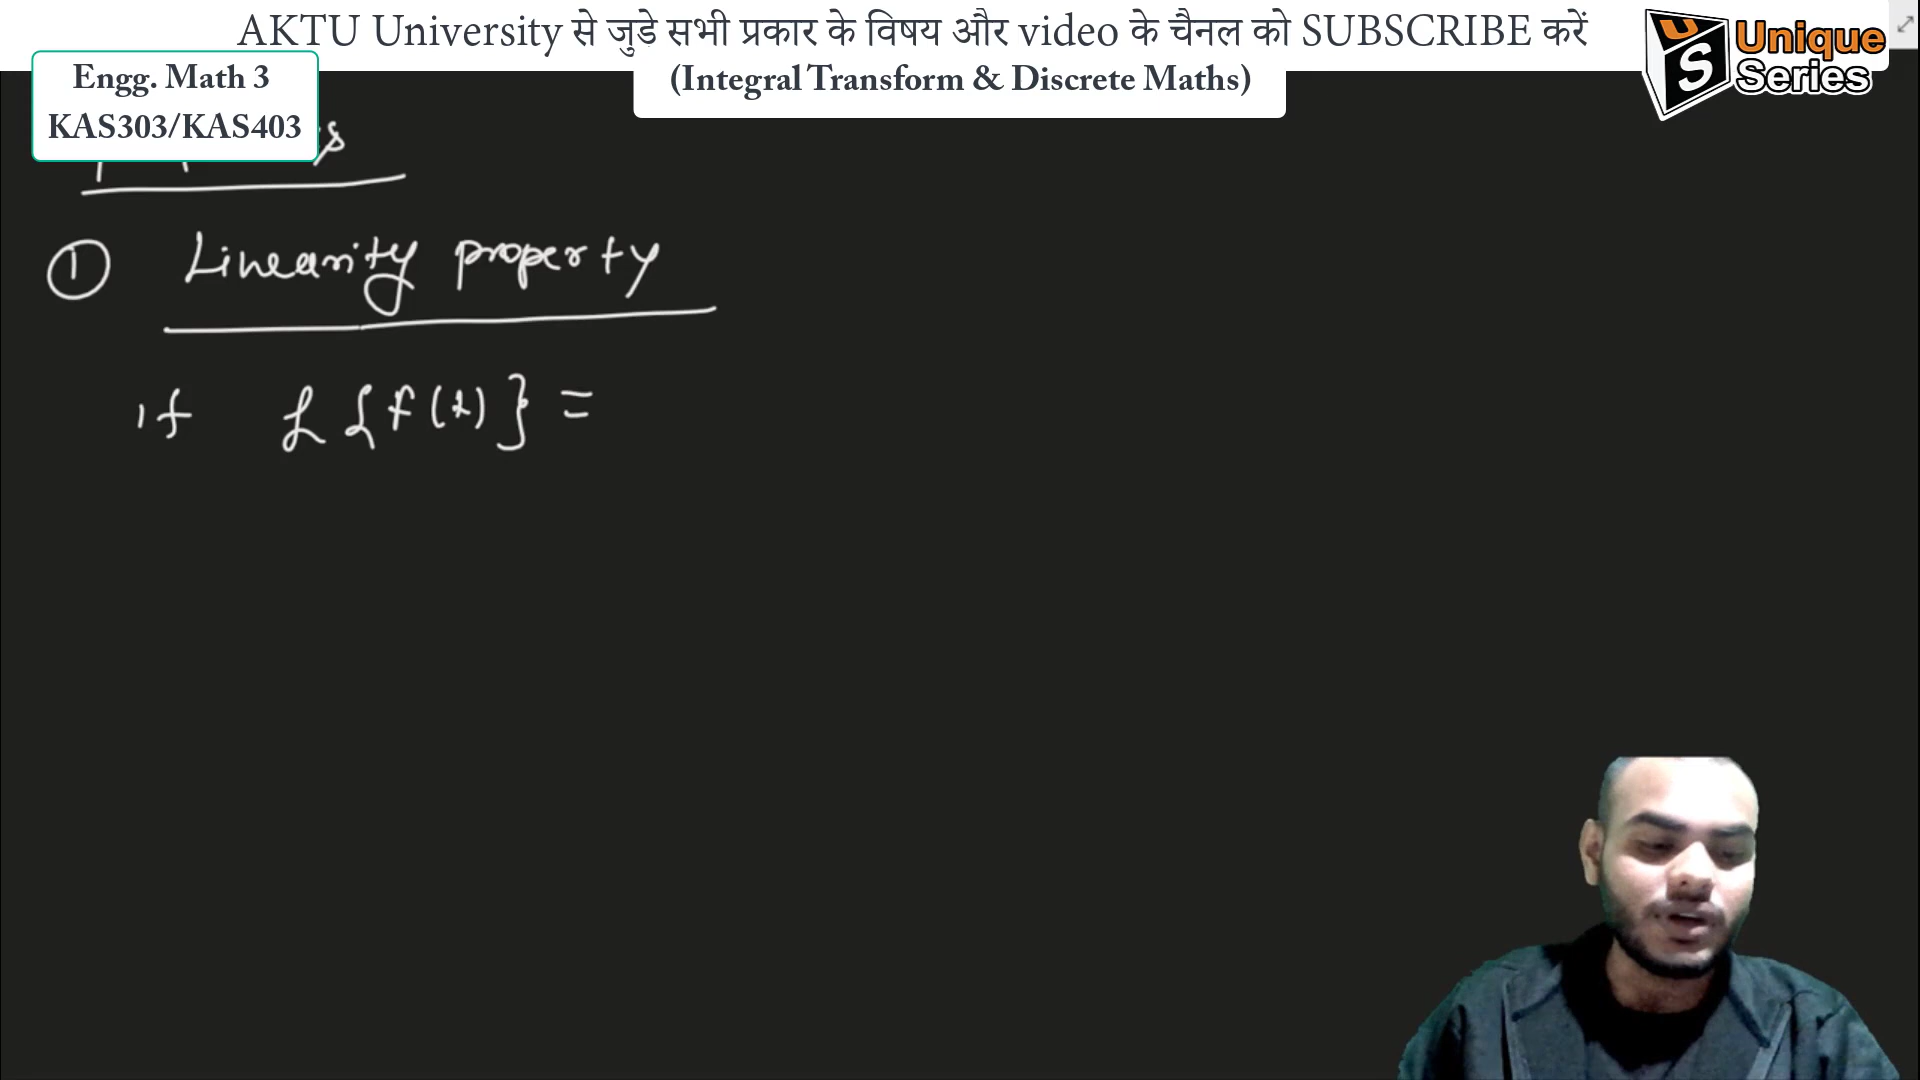 AKTU University से जुडे सभी प्रकार के विषय और video के चैनल को SUBSCRIBE करें
Unique
Series
US
Engg. Math 3
KAS303/KAS403
(Integral Transform & Discrete Maths)
① Linearity property
if £{f(t)} =